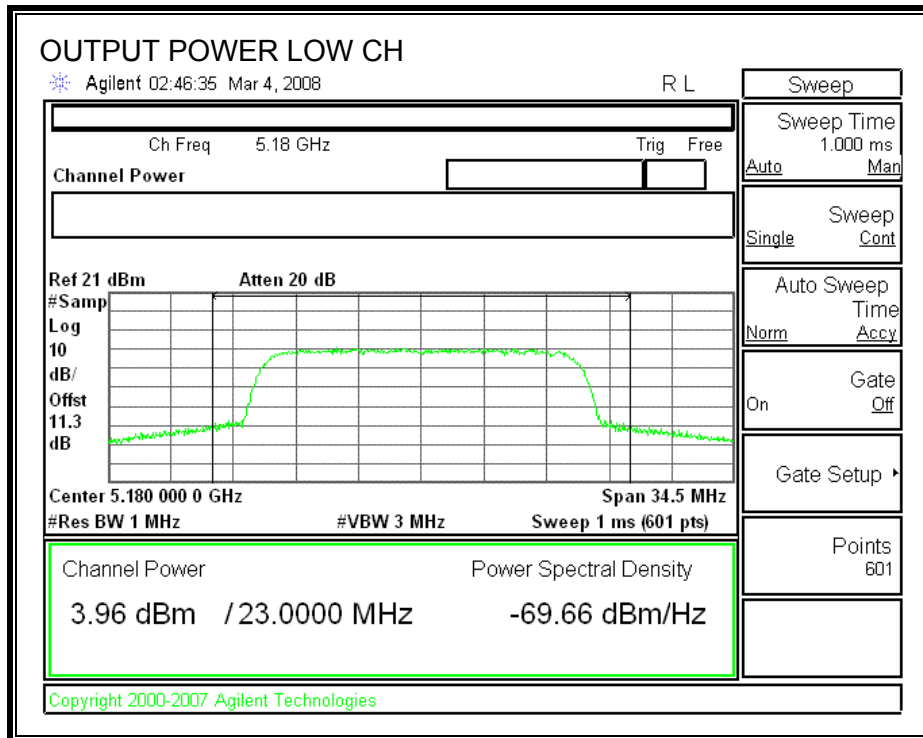 OUTPUT POWER LOW CH
Agilent 02:46:35 Mar 4, 2008 R L
Sweep
Ch Freq 5.18 GHz Trig Free
Channel Power
Sweep Time
1.000 ms
Auto Man
Sweep
Single Cont
Ref 21 dBm Atten 20 dB
#Samp
Log
10
dB/
Offst
11.3
dB
Auto Sweep
Time
Norm Accy
Gate
On Off
Gate Setup
Center 5.180 000 0 GHz Span 34.5 MHz
#Res BW 1 MHz #VBW 3 MHz Sweep 1 ms (601 pts)
Points
601
Channel Power Power Spectral Density
3.96 dBm / 23.0000 MHz -69.66 dBm/Hz
Copyright 2000-2007 Agilent Technologies